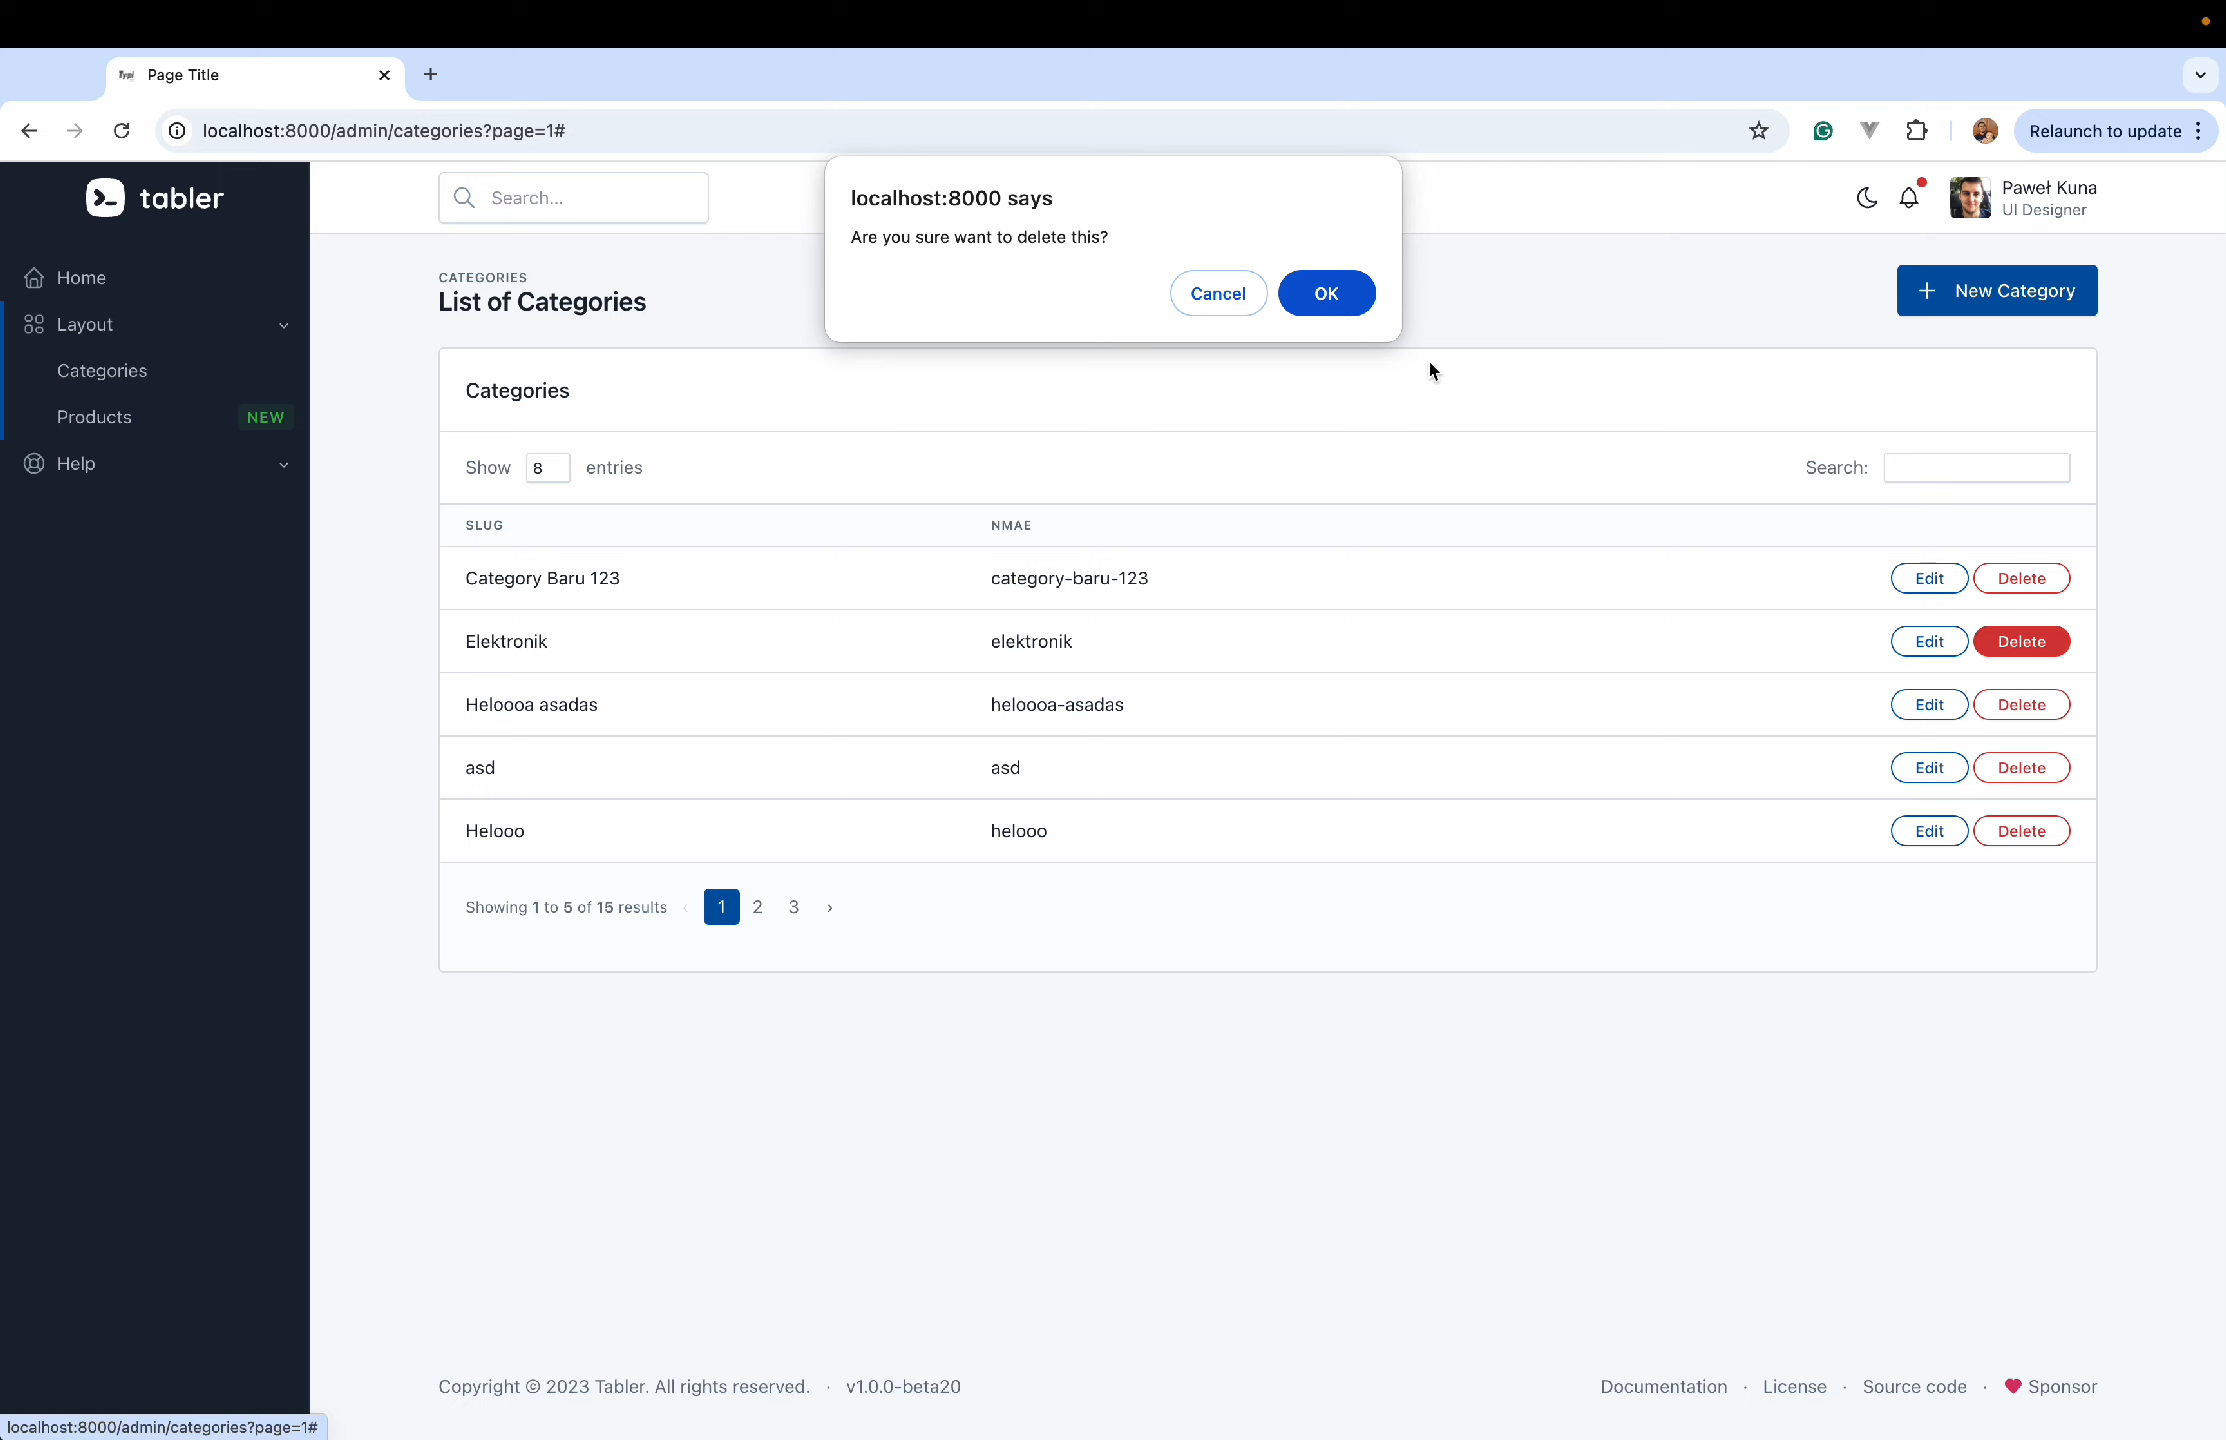 Page Title
localhost:8000/admin/categories?page=1#
Relaunch to update
tabler
Search...
localhost:8000 says
Are you sure want to delete this?
Cancel
OK
Paweł Kuna
UI Designer
Home
Layout
Categories
Products NEW
Help
CATEGORIES
List of Categories
+ New Category
Categories
Show 8 entries
Search:
SLUG NMAE
Category Baru 123 category-baru-123 Edit Delete
Elektronik elektronik Edit Delete
Heloooa asadas heloooa-asadas Edit Delete
asd asd Edit Delete
Helooo helooo Edit Delete
Showing 1 to 5 of 15 results ‹ 1 2 3 ›
Copyright © 2023 Tabler. All rights reserved. · v1.0.0-beta20
Documentation · License · Source code · Sponsor
localhost:8000/admin/categories?page=1#